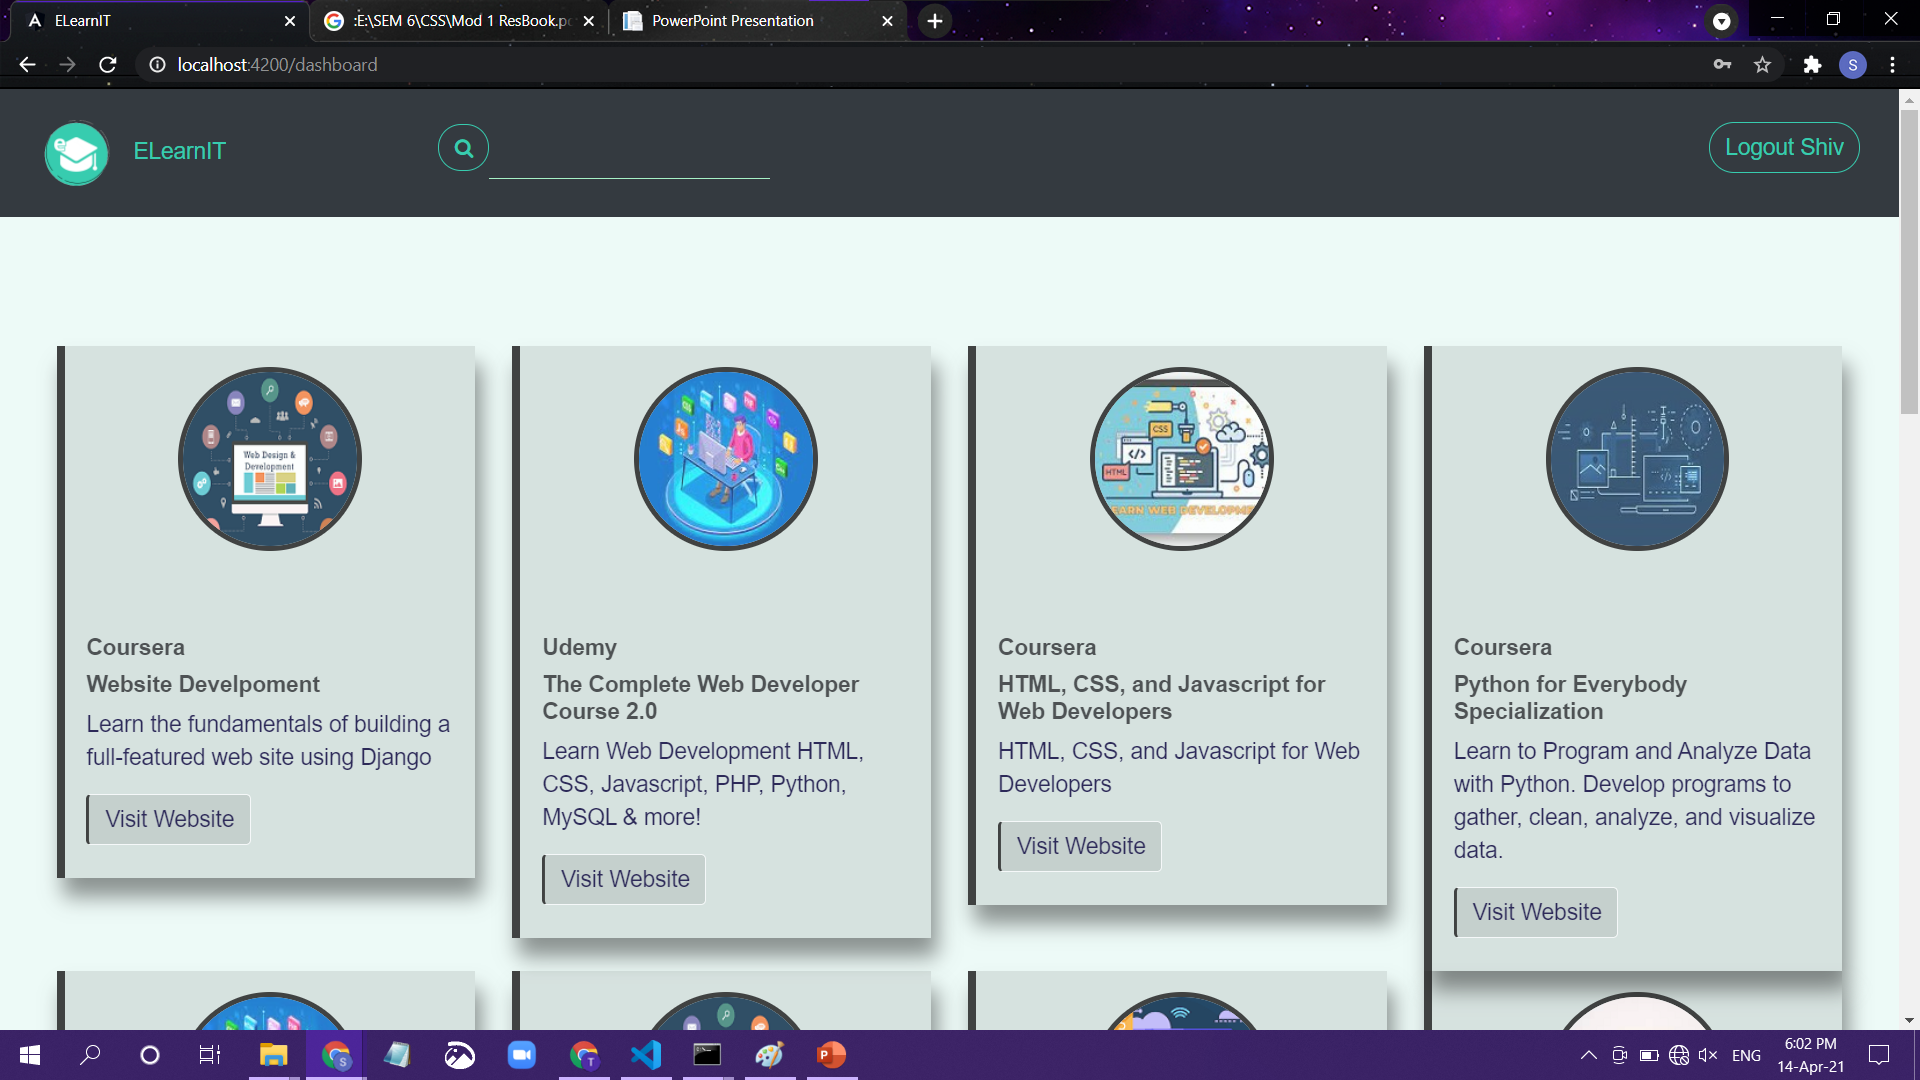 ELearnIT
:E:\SEM 6\CSS\Mod 1 ResBook.p
PowerPoint Presentation
localhost:4200/dashboard
S
ELearnIT
Logout Shiv
Web Design &
Development
CSS
HTML
EARN WEB DEVELOPME
Coursera
Website Develpoment
Learn the fundamentals of building a
full-featured web site using Django
Visit Website
Udemy
The Complete Web Developer
Course 2.0
Learn Web Development HTML,
CSS, Javascript, PHP, Python,
MySQL & more!
Visit Website
Coursera
HTML, CSS, and Javascript for
Web Developers
HTML, CSS, and Javascript for Web
Developers
Visit Website
Coursera
Python for Everybody
Specialization
Learn to Program and Analyze Data
with Python. Develop programs to
gather, clean, analyze, and visualize
data.
Visit Website
ENG
6:02 PM
14-Apr-21